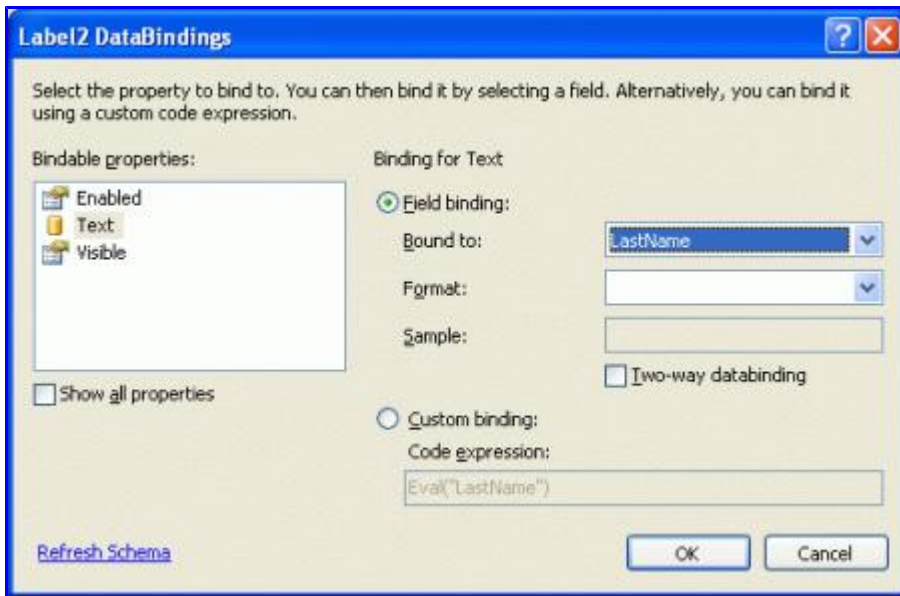 Label2 DataBindings
Select the property to bind to. You can then bind it by selecting a field. Alternatively, you can bind it
using a custom code expression.
Bindable properties:
Enabled
Text
Visible
Show all properties
Binding for Text
Field binding:
Bound to:
LastName
Format:
Sample:
Two-way databinding
Custom binding:
Code expression:
Eval("LastName")
Refresh Schema
OK
Cancel